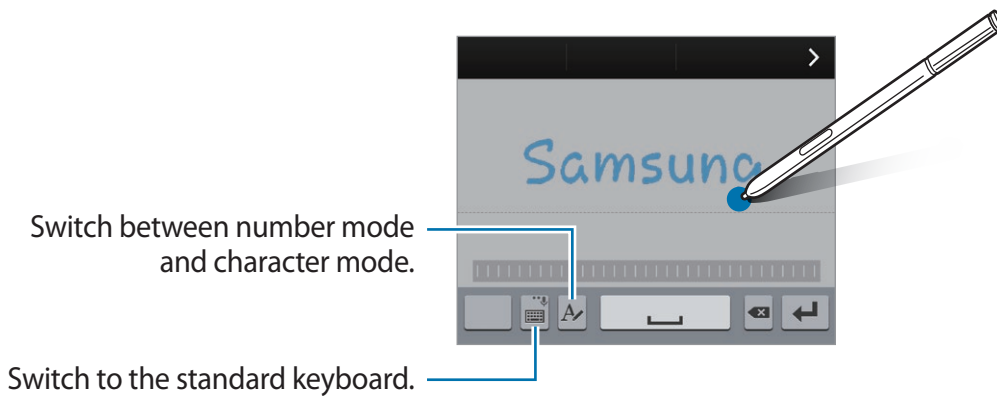 Samsung
Switch between number mode
and character mode.
A
Switch to the standard keyboard.